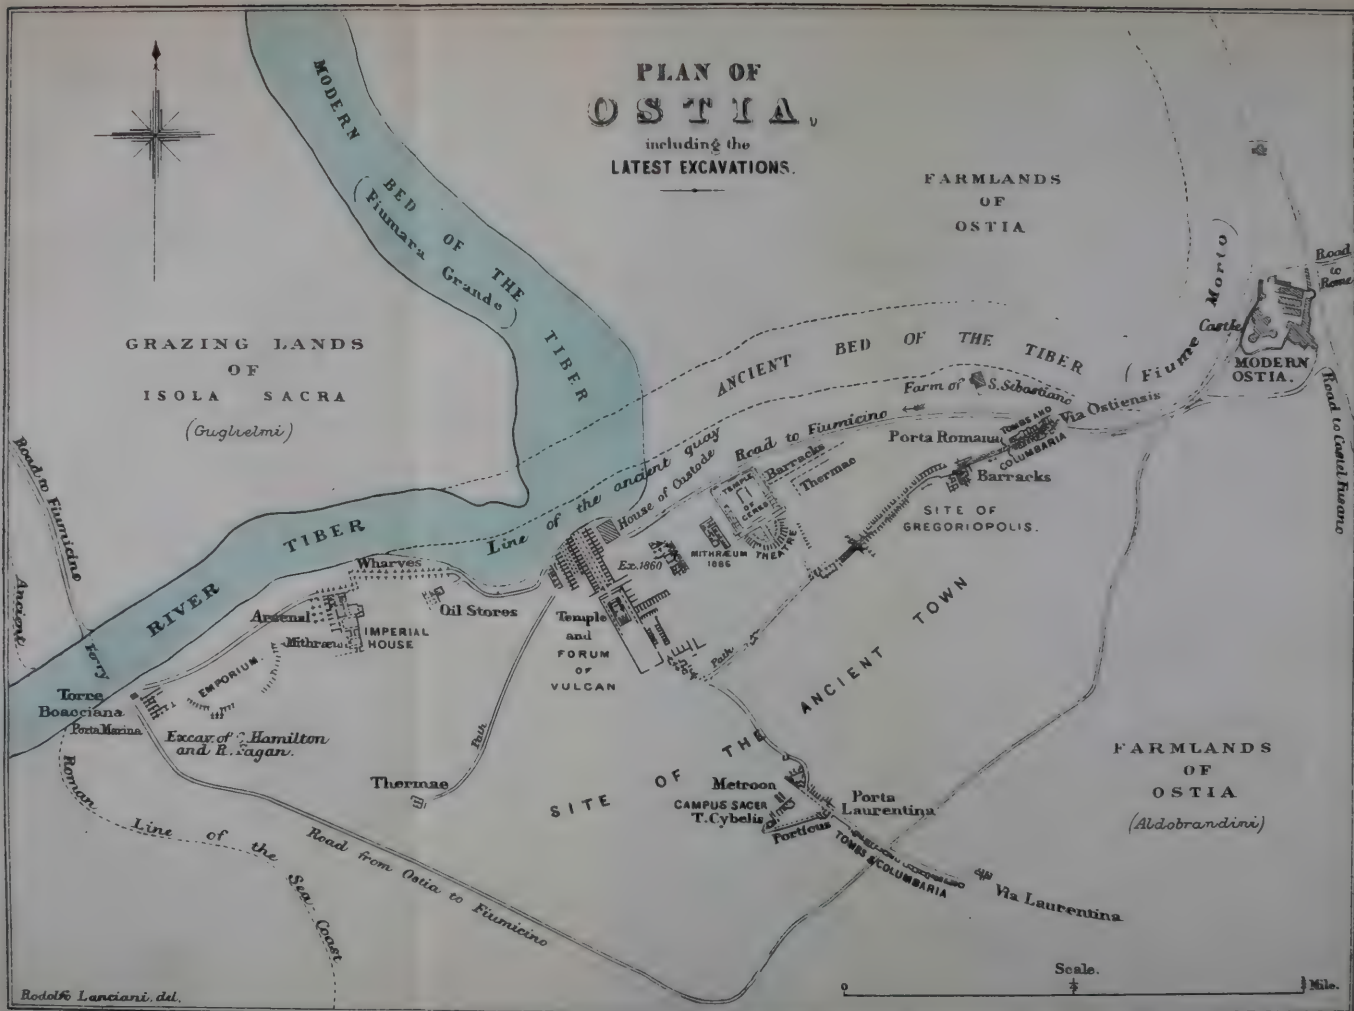 PLAN OF
OSTIA,
including the
LATEST EXCAVATIONS.
MODERN BED OF THE TIBER
(Fiumara Grande)
FARMLANDS
OF
OSTIA
GRAZING LANDS
OF
ISOLA SACRA
(Guglielmi)
ANCIENT BED OF THE TIBER
(Fiume Morto)
Road
to
Rome
Castle
MODERN
OSTIA.
Road to Castel Fusano
Farm of S. Sebastiano
Road to Fiumicino
Via Ostiensis
TOMBS AND
COLUMBARIA
Porta Romana
Barracks
SITE OF
GREGORIOPOLIS.
Line of the ancient quay
House of Custode
Barracks
Thermae
TEMPLE
OF
CERES
THEATRE
MITHRÆUM
1886
Ex. 1860
Temple
and
FORUM
OF
VULCAN
Path
RIVER TIBER
Wharves
Oil Stores
Arsenal
Mithræum
IMPERIAL
HOUSE
EMPORIUM
Road to Fiumicino
Ancient
Ferry
Torre
Boacciana
Porta Marina
Excav. of G. Hamilton
and R. Fagan.
Roman Line of the Sea Coast
Thermae
Path
Road from Ostia to Fiumicino
SITE OF THE ANCIENT TOWN
Metroon
CAMPUS SACER
T. Cybelis
Porticus
Porta
Laurentina
TOMBS & COLUMBARIA
Via Laurentina
FARMLANDS
OF
OSTIA
(Aldobrandini)
Scale.
0
½
1 Mile.
Rodolfo Lanciani. del.